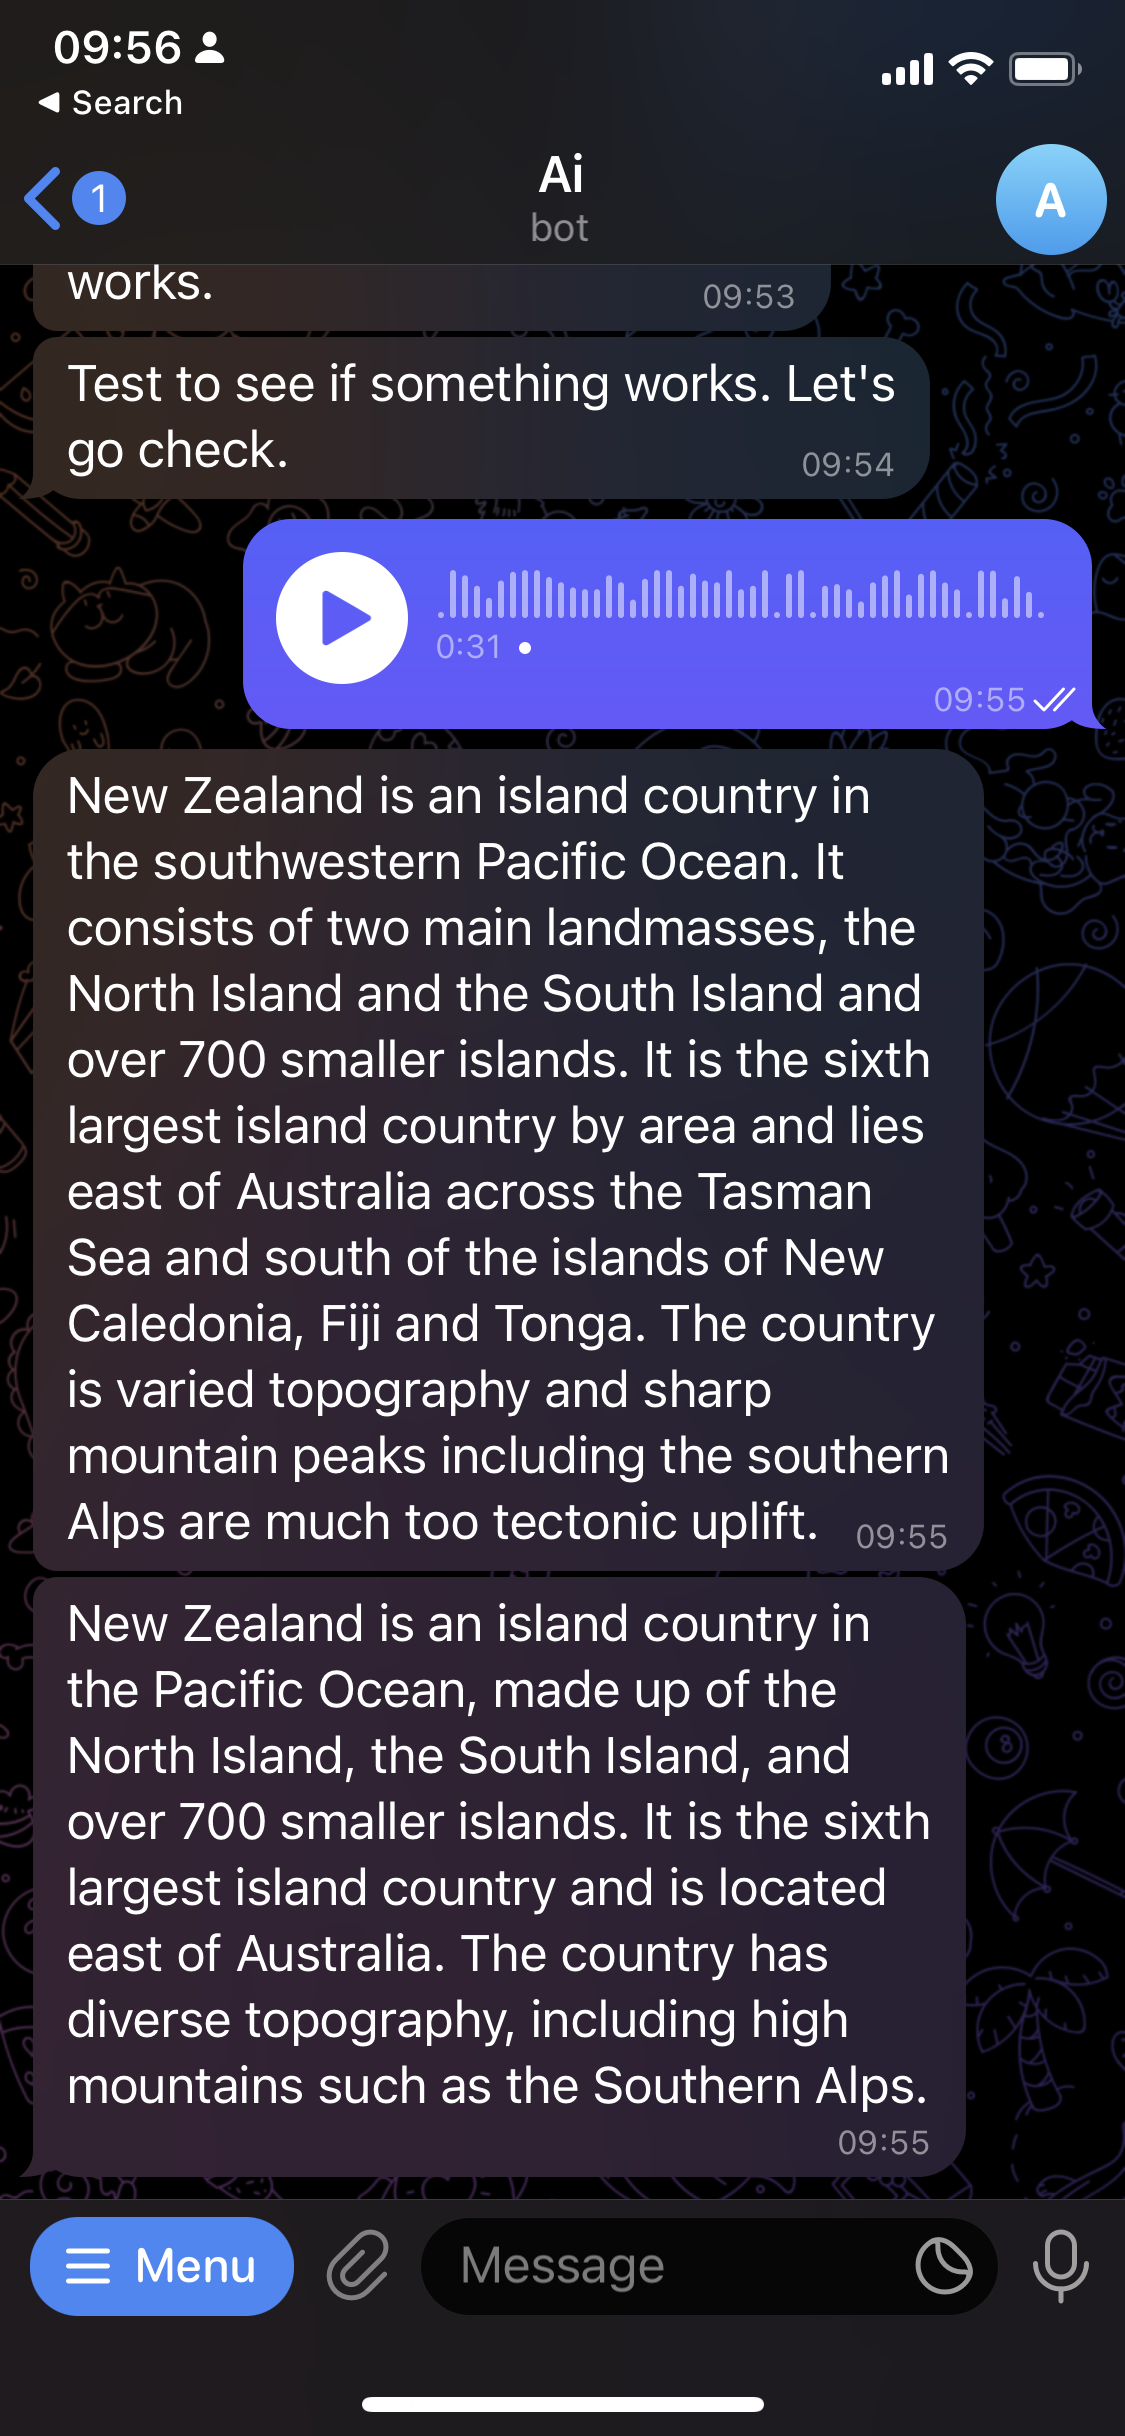 09:56
Search
1
Ai
bot
A
works.
09:53
Test to see if something works. Let's
go check.
09:54
0:31
09:55
New Zealand is an island country in
the southwestern Pacific Ocean. It
consists of two main landmasses, the
North Island and the South Island and
over 700 smaller islands. It is the sixth
largest island country by area and lies
east of Australia across the Tasman
Sea and south of the islands of New
Caledonia, Fiji and Tonga. The country
is varied topography and sharp
mountain peaks including the southern
Alps are much too tectonic uplift.
09:55
New Zealand is an island country in
the Pacific Ocean, made up of the
North Island, the South Island, and
over 700 smaller islands. It is the sixth
largest island country and is located
east of Australia. The country has
diverse topography, including high
mountains such as the Southern Alps.
09:55
Menu
Message